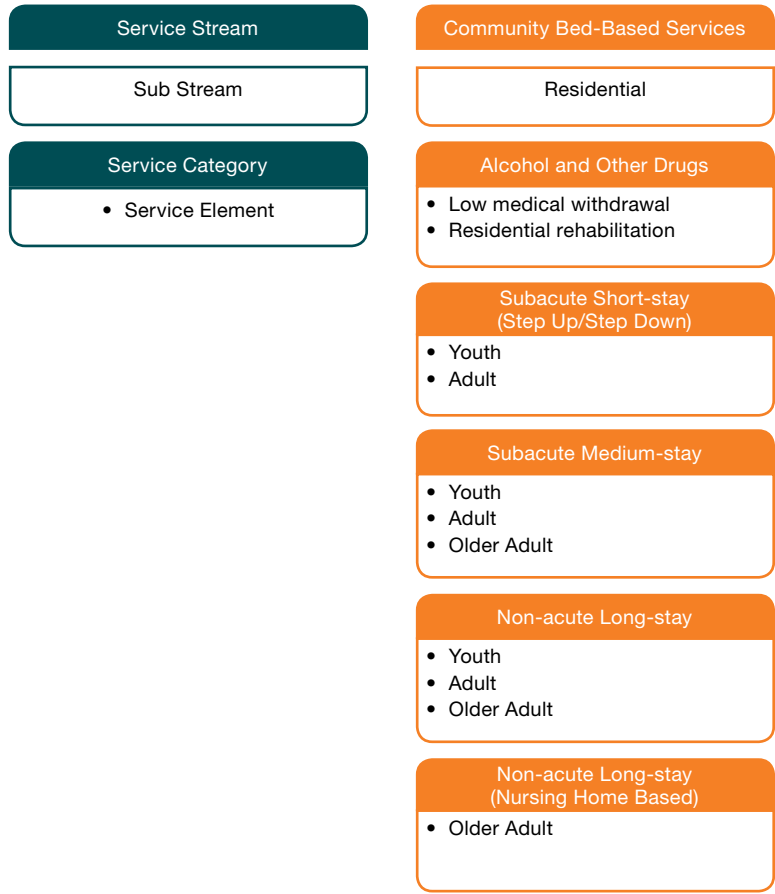 Service Stream
Sub Stream
Service Category
• Service Element
Community Bed-Based Services
Residential
Alcohol and Other Drugs
• Low medical withdrawal
• Residential rehabilitation
Subacute Short-stay
(Step Up/Step Down)
• Youth
• Adult
Subacute Medium-stay
• Youth
• Adult
• Older Adult
Non-acute Long-stay
• Youth
• Adult
• Older Adult
Non-acute Long-stay
(Nursing Home Based)
• Older Adult